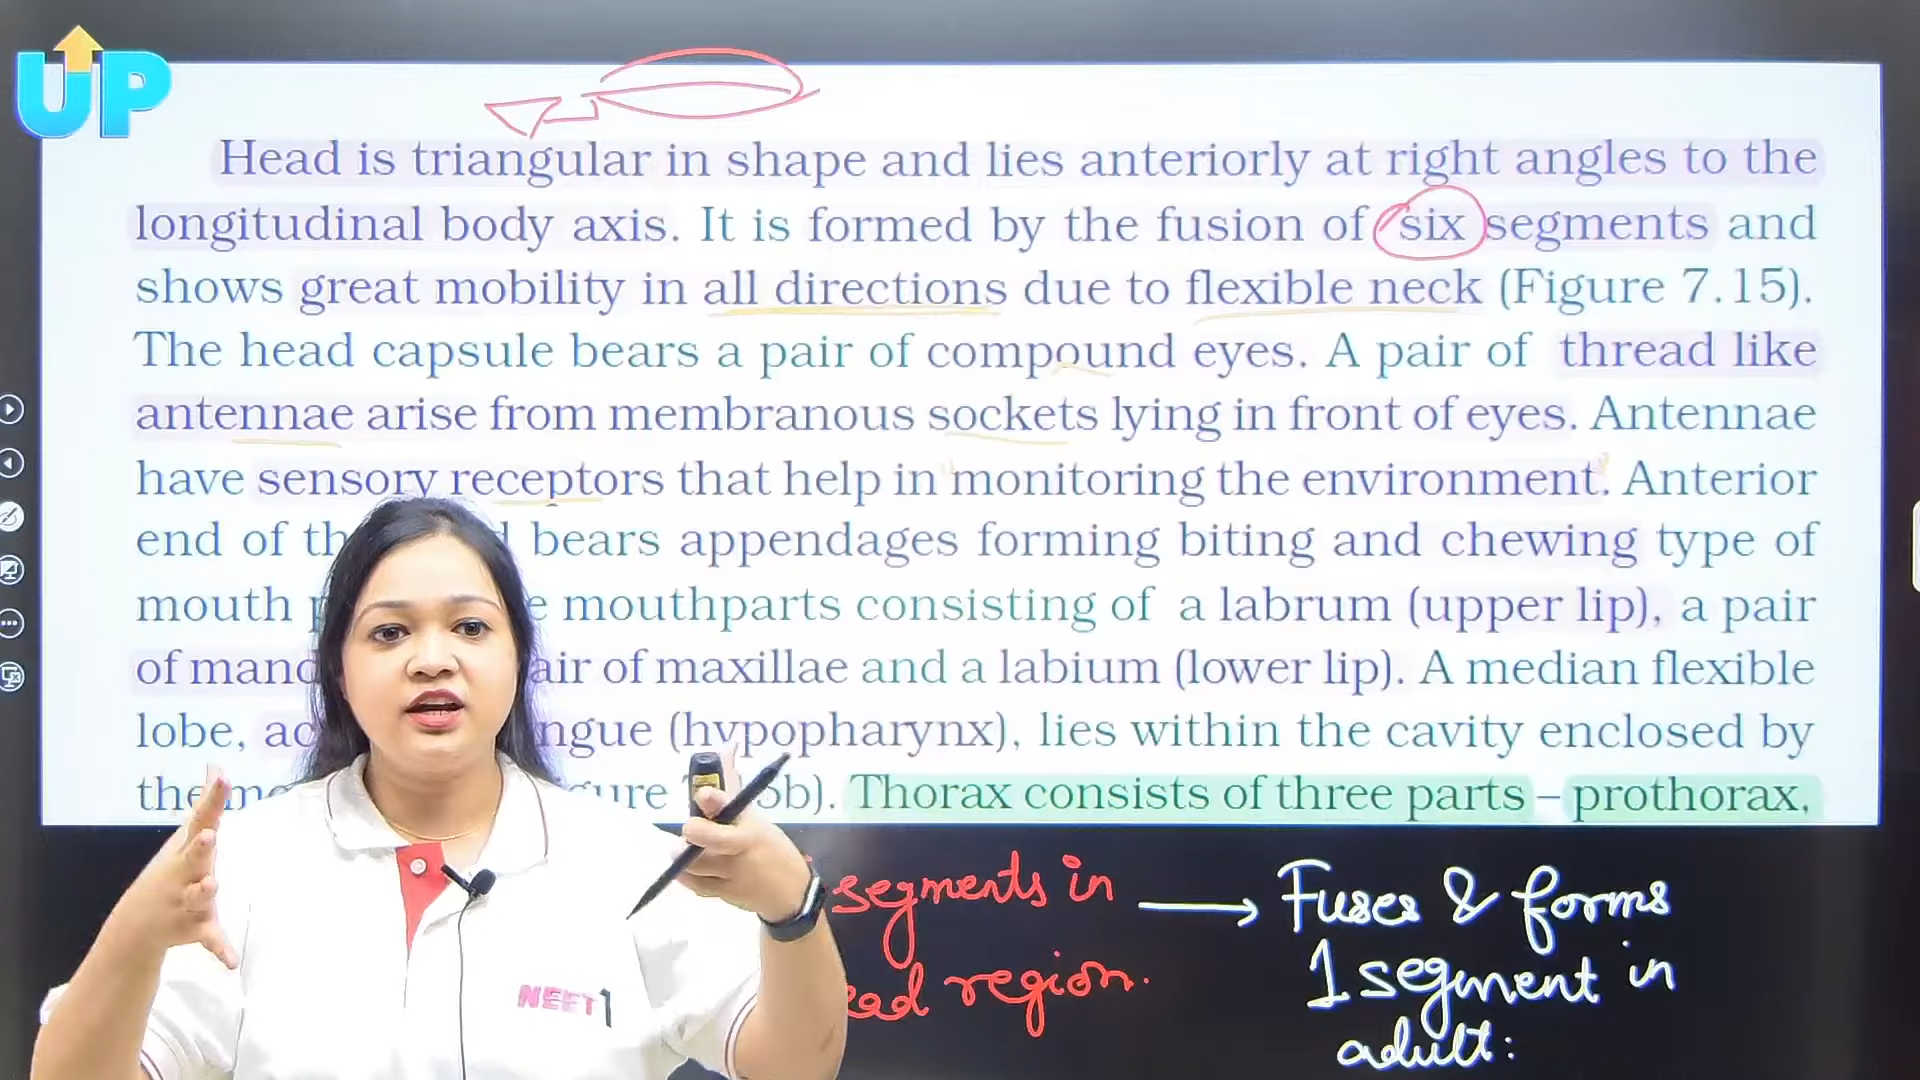 UP
Head is triangular in shape and lies anteriorly at right angles to the
longitudinal body axis. It is formed by the fusion of six segments and
shows great mobility in all directions due to flexible neck (Figure 7.15).
The head capsule bears a pair of compound eyes. A pair of thread like
antennae arise from membranous sockets lying in front of eyes. Antennae
have sensory receptors that help in monitoring the environment. Anterior
end of bears appendages forming biting and chewing type of
mouth mouthparts consisting of a labrum (upper lip), a pair
of of maxillae and a labium (lower lip). A median flexible
lobe, (hypopharynx), lies within the cavity enclosed by
the Thorax consists of three parts – prothorax,
segments in → Fuses & forms
region. 1 segment in
adult:
NEET1